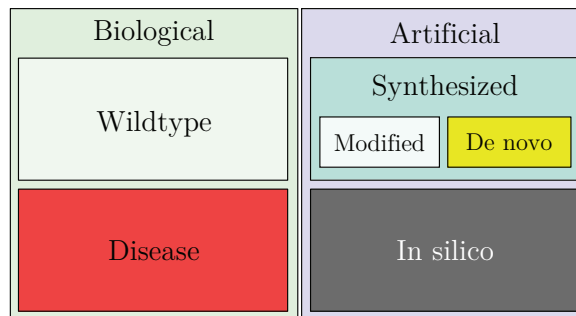 Biological
Wildtype
Disease
Artificial
Synthesized
Modified
De novo
In silico